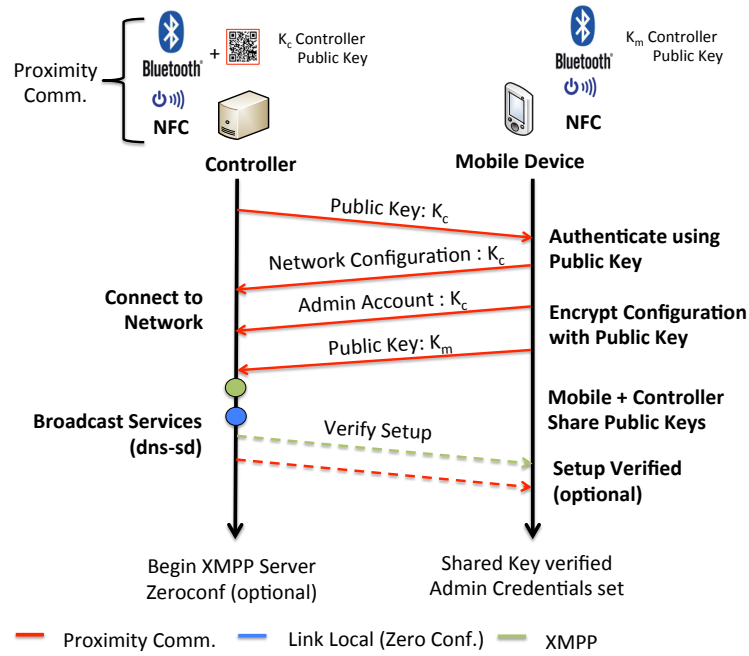 Proximity
Comm.
Bluetooth®
NFC
+
Kc Controller
Public Key
Bluetooth®
NFC
Km Controller
Public Key
Controller
Mobile Device
Public Key: Kc
Authenticate using
Public Key
Network Configuration : Kc
Connect to
Network
Admin Account : Kc
Encrypt Configuration
with Public Key
Public Key: Km
Mobile + Controller
Share Public Keys
Broadcast Services
(dns-sd)
Verify Setup
Setup Verified
(optional)
Begin XMPP Server
Zeroconf (optional)
Shared Key verified
Admin Credentials set
Proximity Comm.
Link Local (Zero Conf.)
XMPP